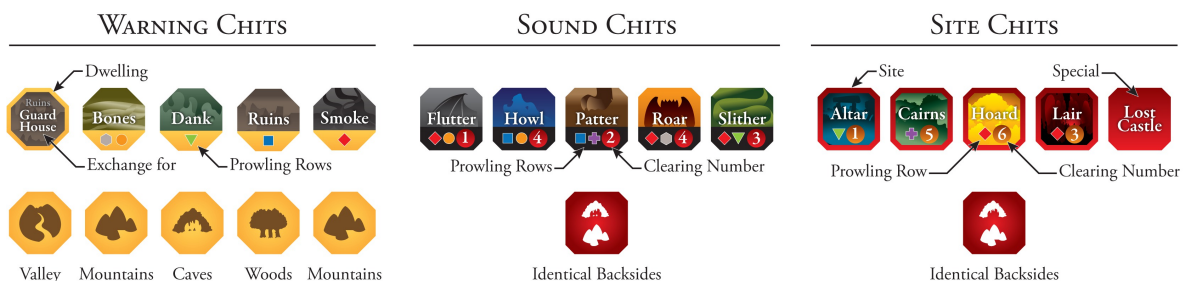 WARNING CHITS
SOUND CHITS
SITE CHITS
Dwelling
Site
Special
Ruins
Guard
House
Bones
Dank
Ruins
Smoke
Flutter
1
Howl
4
Patter
2
Roar
4
Slither
3
Altar
1
Cairns
5
Hoard
6
Lair
3
Lost
Castle
Exchange for
Prowling Rows
Prowling Rows
Clearing Number
Prowling Row
Clearing Number
Valley
Mountains
Caves
Woods
Mountains
Identical Backsides
Identical Backsides